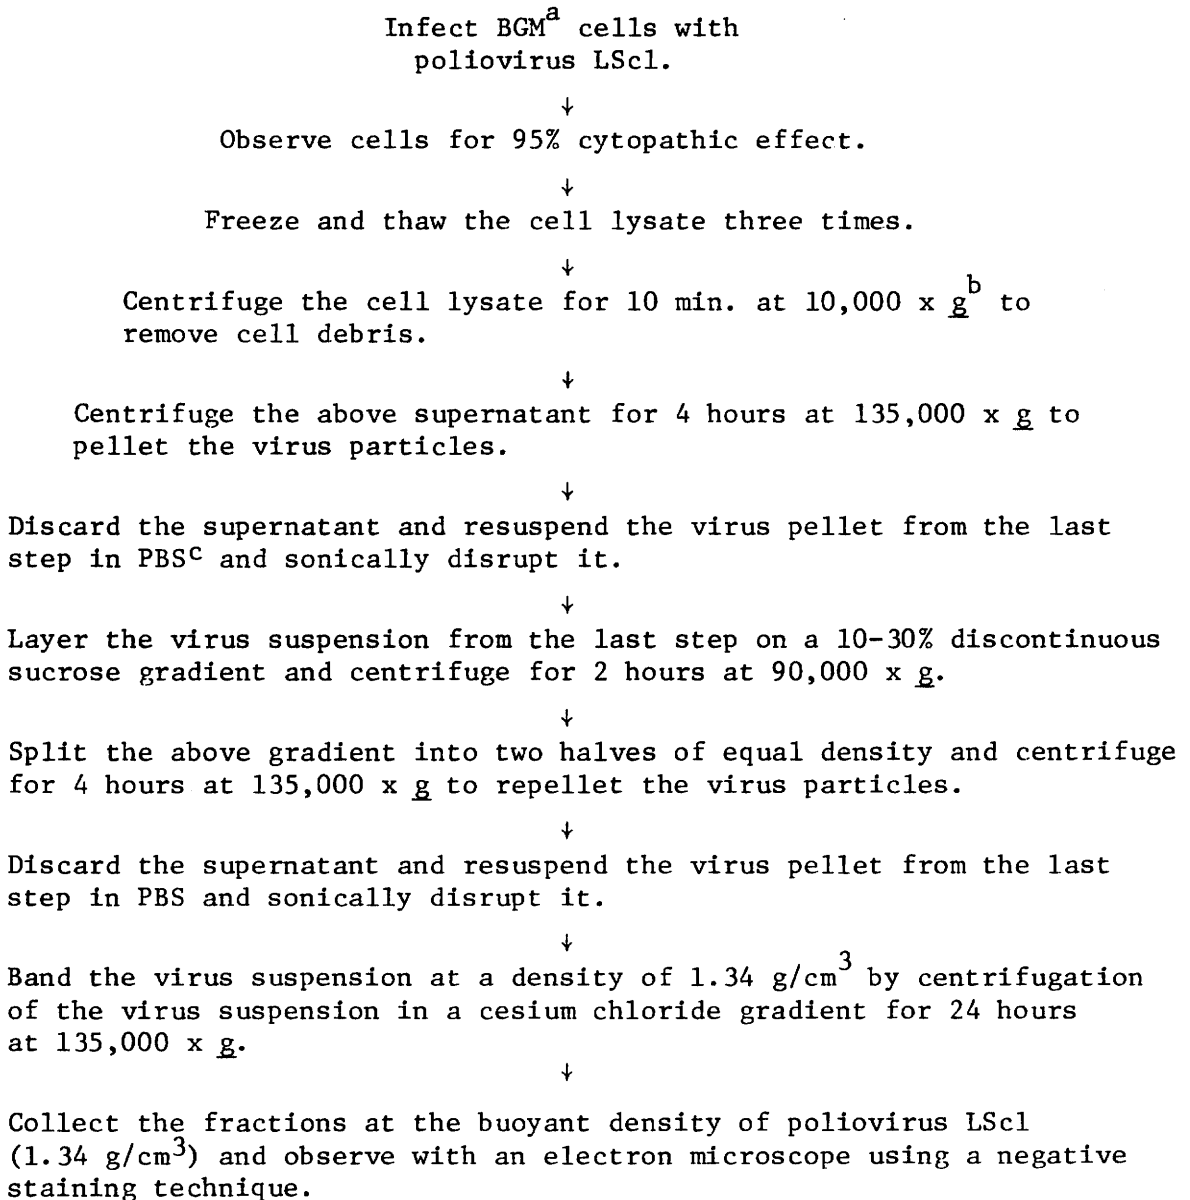 Infect BGMa cells with
poliovirus LScl.
↓
Observe cells for 95% cytopathic effect.
↓
Freeze and thaw the cell lysate three times.
↓
Centrifuge the cell lysate for 10 min. at 10,000 x gb to
remove cell debris.
↓
Centrifuge the above supernatant for 4 hours at 135,000 x g to
pellet the virus particles.
↓
Discard the supernatant and resuspend the virus pellet from the last
step in PBSc and sonically disrupt it.
↓
Layer the virus suspension from the last step on a 10-30% discontinuous
sucrose gradient and centrifuge for 2 hours at 90,000 x g.
↓
Split the above gradient into two halves of equal density and centrifuge
for 4 hours at 135,000 x g to repellet the virus particles.
↓
Discard the supernatant and resuspend the virus pellet from the last
step in PBS and sonically disrupt it.
↓
Band the virus suspension at a density of 1.34 g/cm3 by centrifugation
of the virus suspension in a cesium chloride gradient for 24 hours
at 135,000 x g.
↓
Collect the fractions at the buoyant density of poliovirus LScl
(1.34 g/cm3) and observe with an electron microscope using a negative
staining technique.